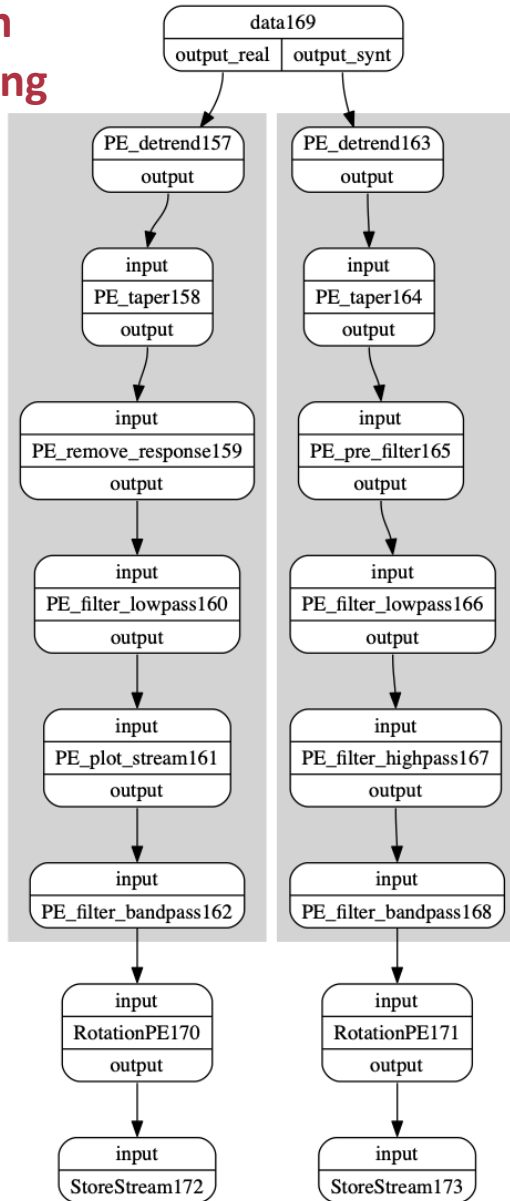 n
ng
data169
output_real
output_synt
PE_detrend157
output
input
PE_taper158
output
input
PE_remove_response159
output
input
PE_filter_lowpass160
output
input
PE_plot_stream161
output
input
PE_filter_bandpass162
input
RotationPE170
output
input
StoreStream172
PE_detrend163
output
input
PE_taper164
output
input
PE_pre_filter165
output
input
PE_filter_lowpass166
output
input
PE_filter_highpass167
output
input
PE_filter_bandpass168
input
RotationPE171
output
input
StoreStream173